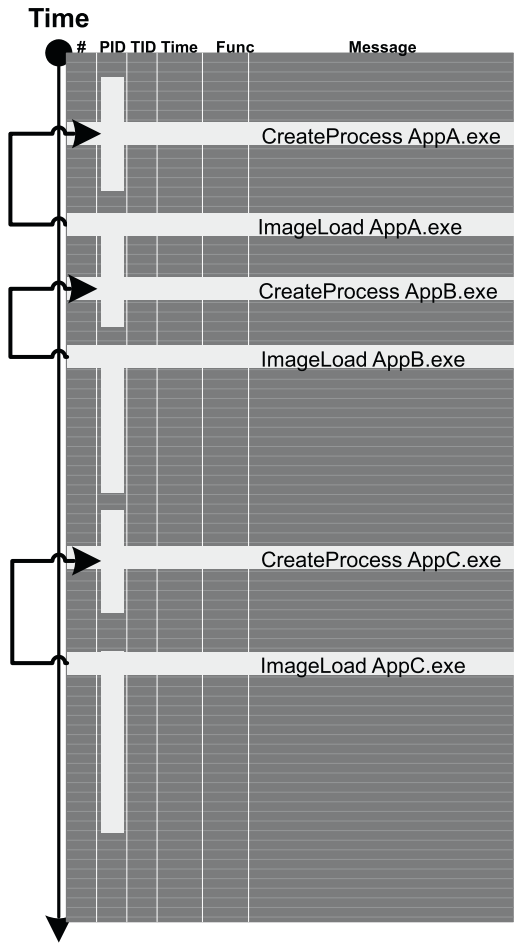 Time
# PID TID Time Func Message
CreateProcess AppA.exe
ImageLoad AppA.exe
CreateProcess AppB.exe
ImageLoad AppB.exe
CreateProcess AppC.exe
ImageLoad AppC.exe